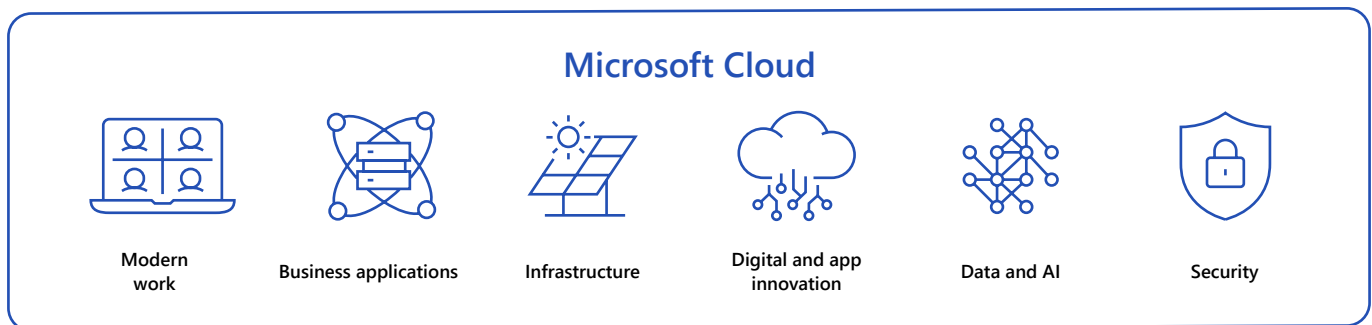 Microsoft Cloud
Modern
work
Business applications
Infrastructure
Digital and app
innovation
Data and AI
Security